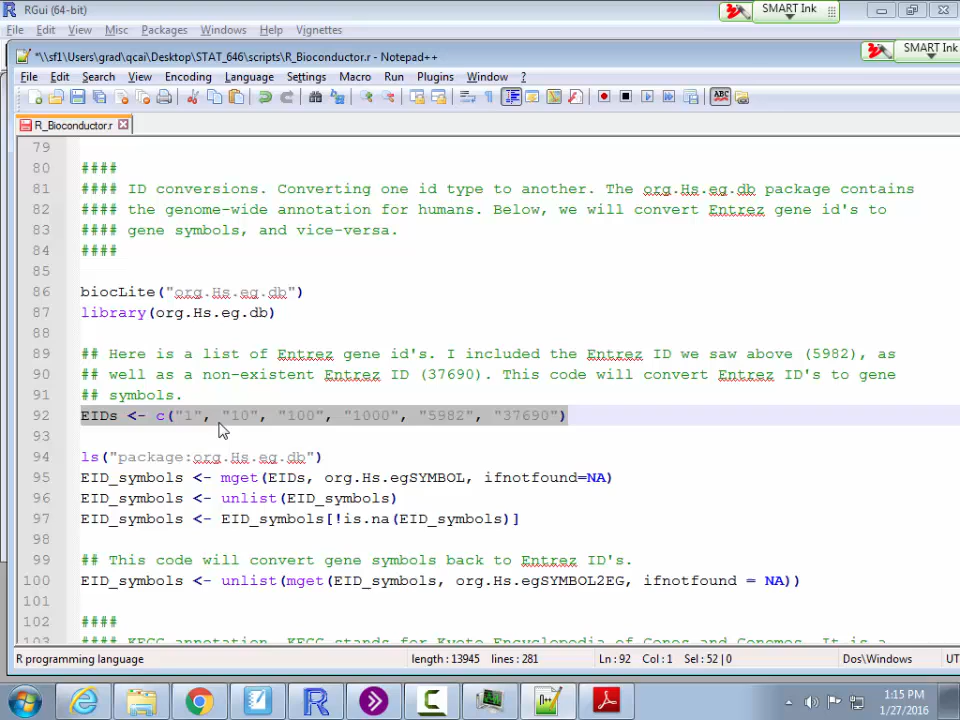 RGui (64-bit)
SMART Ink
File Edit View Misc Packages Windows Help Vignettes
*\\sf1\Users\grad\qcai\Desktop\STAT_646\scripts\R_Bioconductor.r - Notepad++
SMART Ink
File Edit Search View Encoding Language Settings Macro Run Plugins Window ?
ABC
R_Bioconductor.r
79
80 ####
81 #### ID conversions. Converting one id type to another. The org.Hs.eg.db package contains
82 #### the genome-wide annotation for humans. Below, we will convert Entrez gene id's to
83 #### gene symbols, and vice-versa.
84 ####
85
86 biocLite("org.Hs.eg.db")
87 library(org.Hs.eg.db)
88
89 ## Here is a list of Entrez gene id's. I included the Entrez ID we saw above (5982), as
90 ## well as a non-existent Entrez ID (37690). This code will convert Entrez ID's to gene
91 ## symbols.
92 EIDs <- c("1", "10", "100", "1000", "5982", "37690")
93
94 ls("package:org.Hs.eg.db")
95 EID_symbols <- mget(EIDs, org.Hs.egSYMBOL, ifnotfound=NA)
96 EID_symbols <- unlist(EID_symbols)
97 EID_symbols <- EID_symbols[!is.na(EID_symbols)]
98
99 ## This code will convert gene symbols back to Entrez ID's.
100 EID_symbols <- unlist(mget(EID_symbols, org.Hs.egSYMBOL2EG, ifnotfound = NA))
101
102 ####
103 #### KEGG annotation. KEGG stands for Kyoto Encyclopedia of Genes and Genomes. It is a
R programming language length : 13945 lines : 281 Ln : 92 Col : 1 Sel : 52 | 0 Dos\Windows UT
1:15 PM
1/27/2016